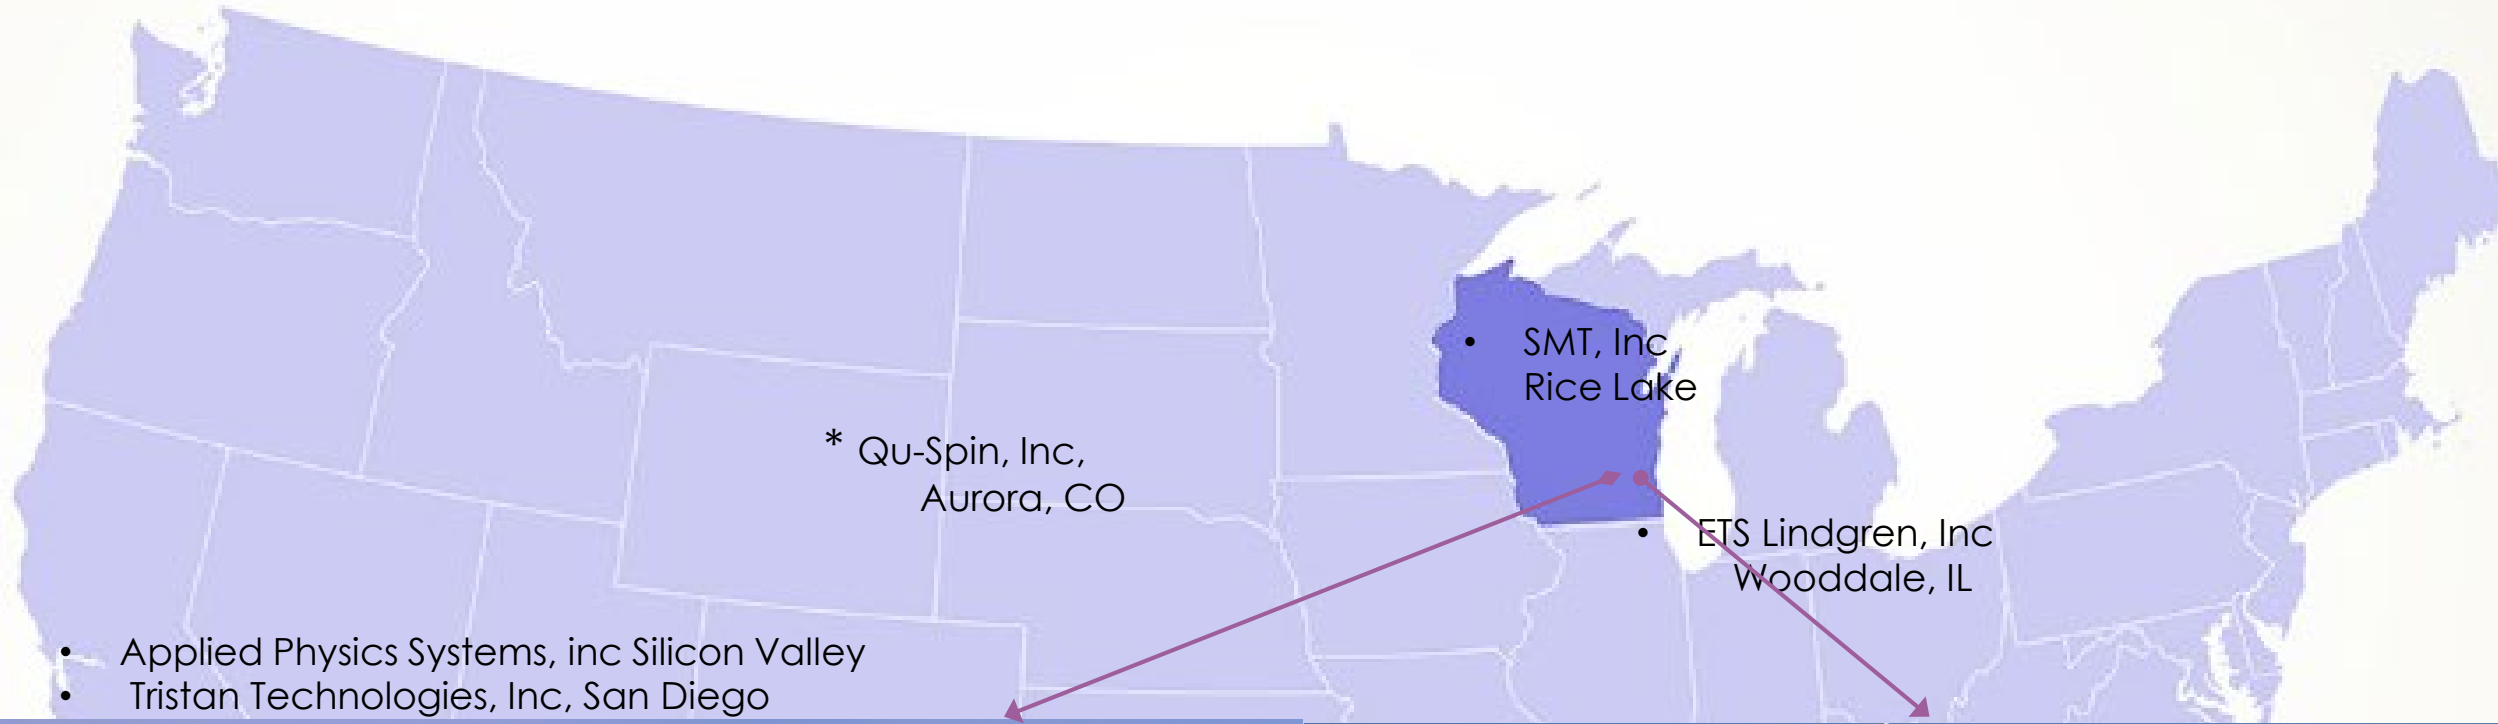 • SMT, Inc
Rice Lake
* Qu-Spin, Inc,
Aurora, CO
• ETS Lindgren, Inc
Wooddale, IL
• Applied Physics Systems, inc Silicon Valley
• Tristan Technologies, Inc, San Diego